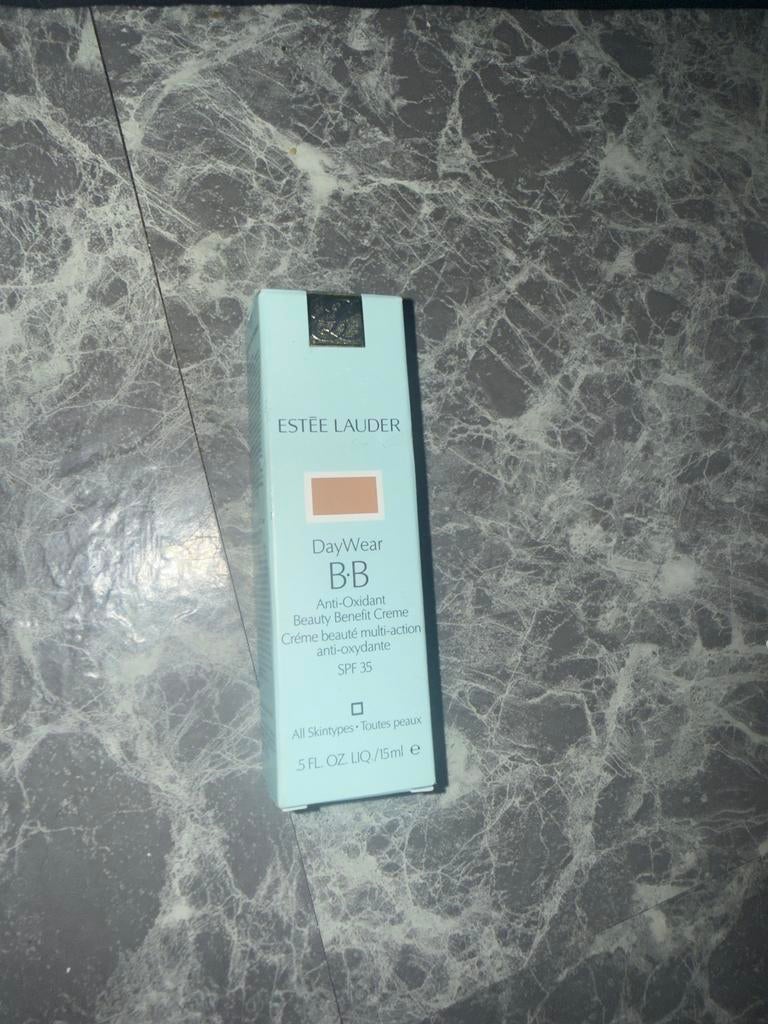 ESTĒE LAUDER
DayWear
B·B
Anti-Oxidant
Beauty Benefit Creme
Créme beauté multi-action
anti-oxydante
SPF 35
All Skintypes • Toutes peaux
.5 FL. OZ. LIQ./15ml ℮